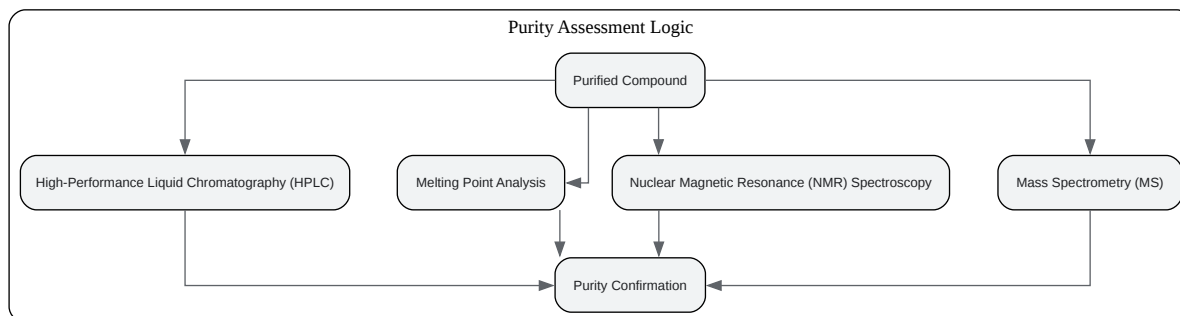 Purity Assessment Logic
Purified Compound
High-Performance Liquid Chromatography (HPLC)
Melting Point Analysis
Nuclear Magnetic Resonance (NMR) Spectroscopy
Mass Spectrometry (MS)
Purity Confirmation